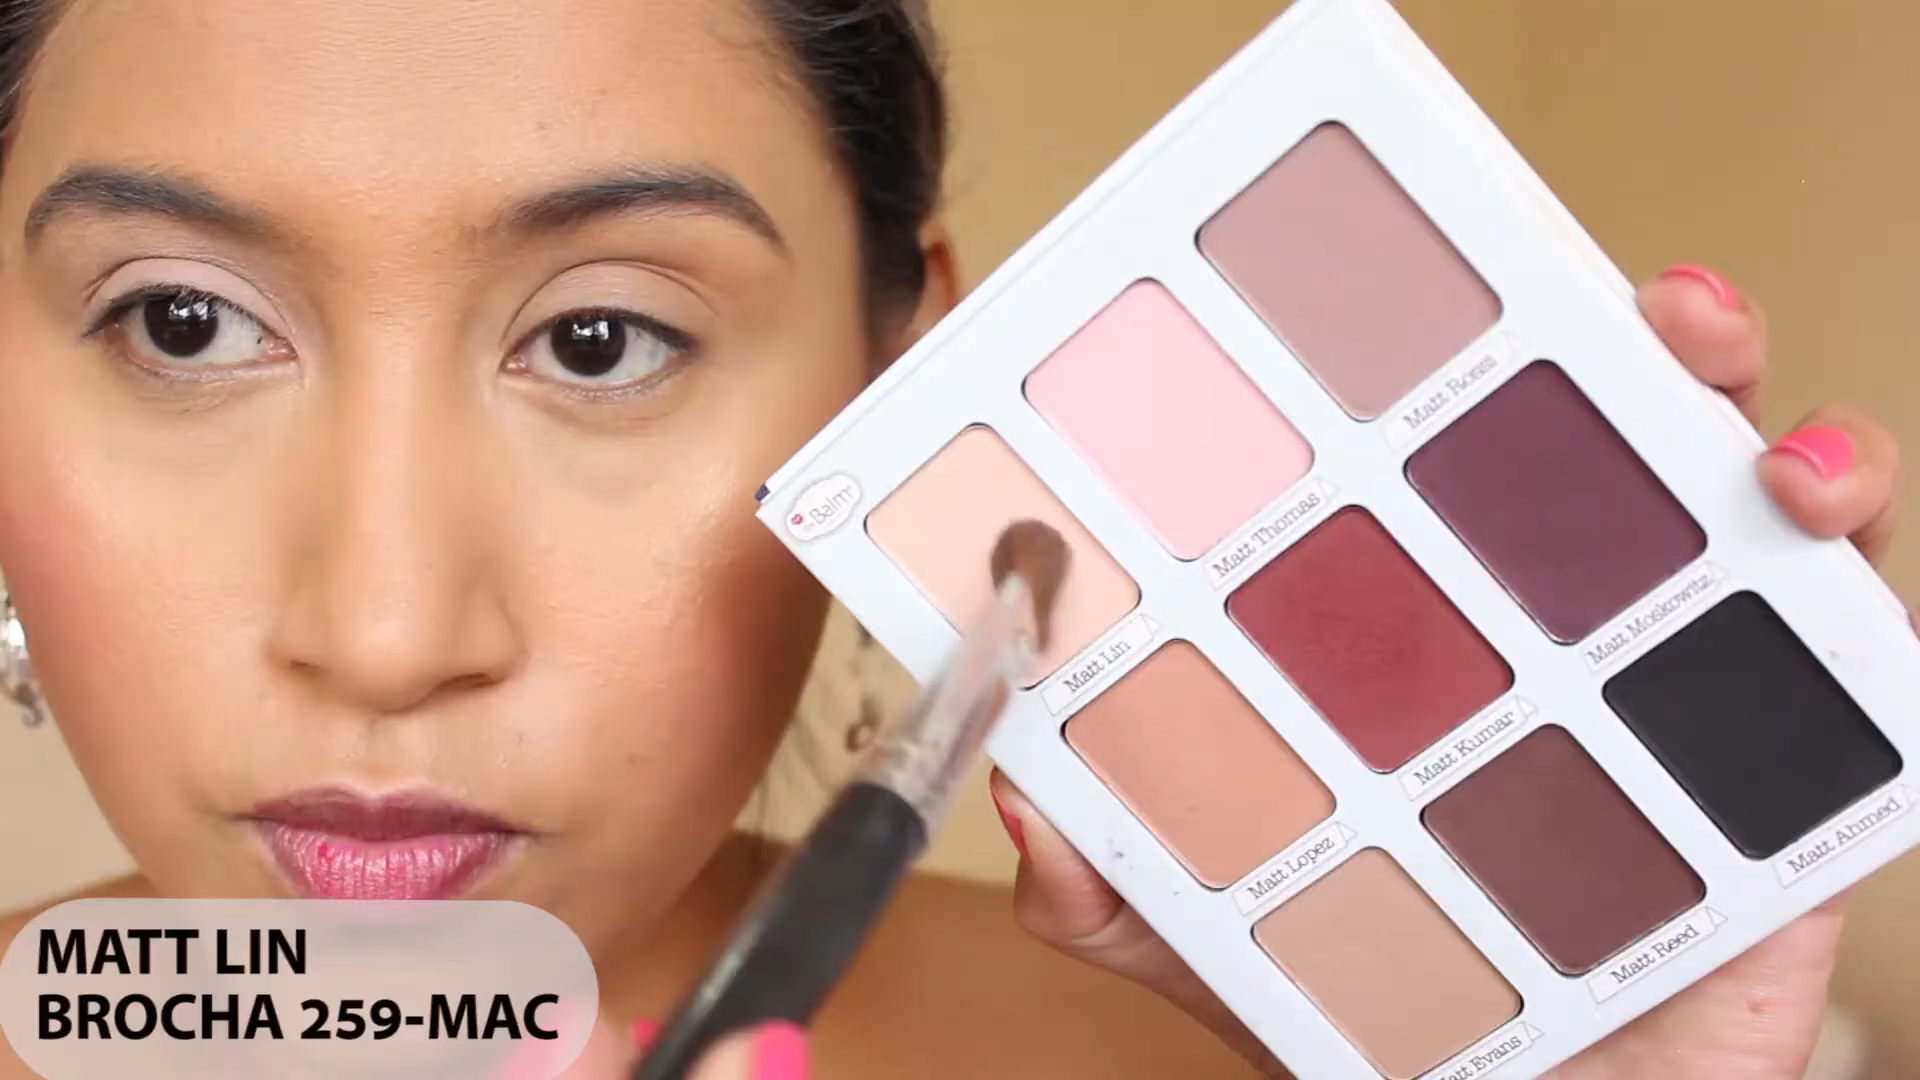 MATT LIN
BROCHA 259-MAC
theBalm
Matt Ross
Matt Thomas
Matt Moskowitz
Matt Lin
Matt Kumar
Matt Ahmed
Matt Lopez
Matt Reed
Matt Evans